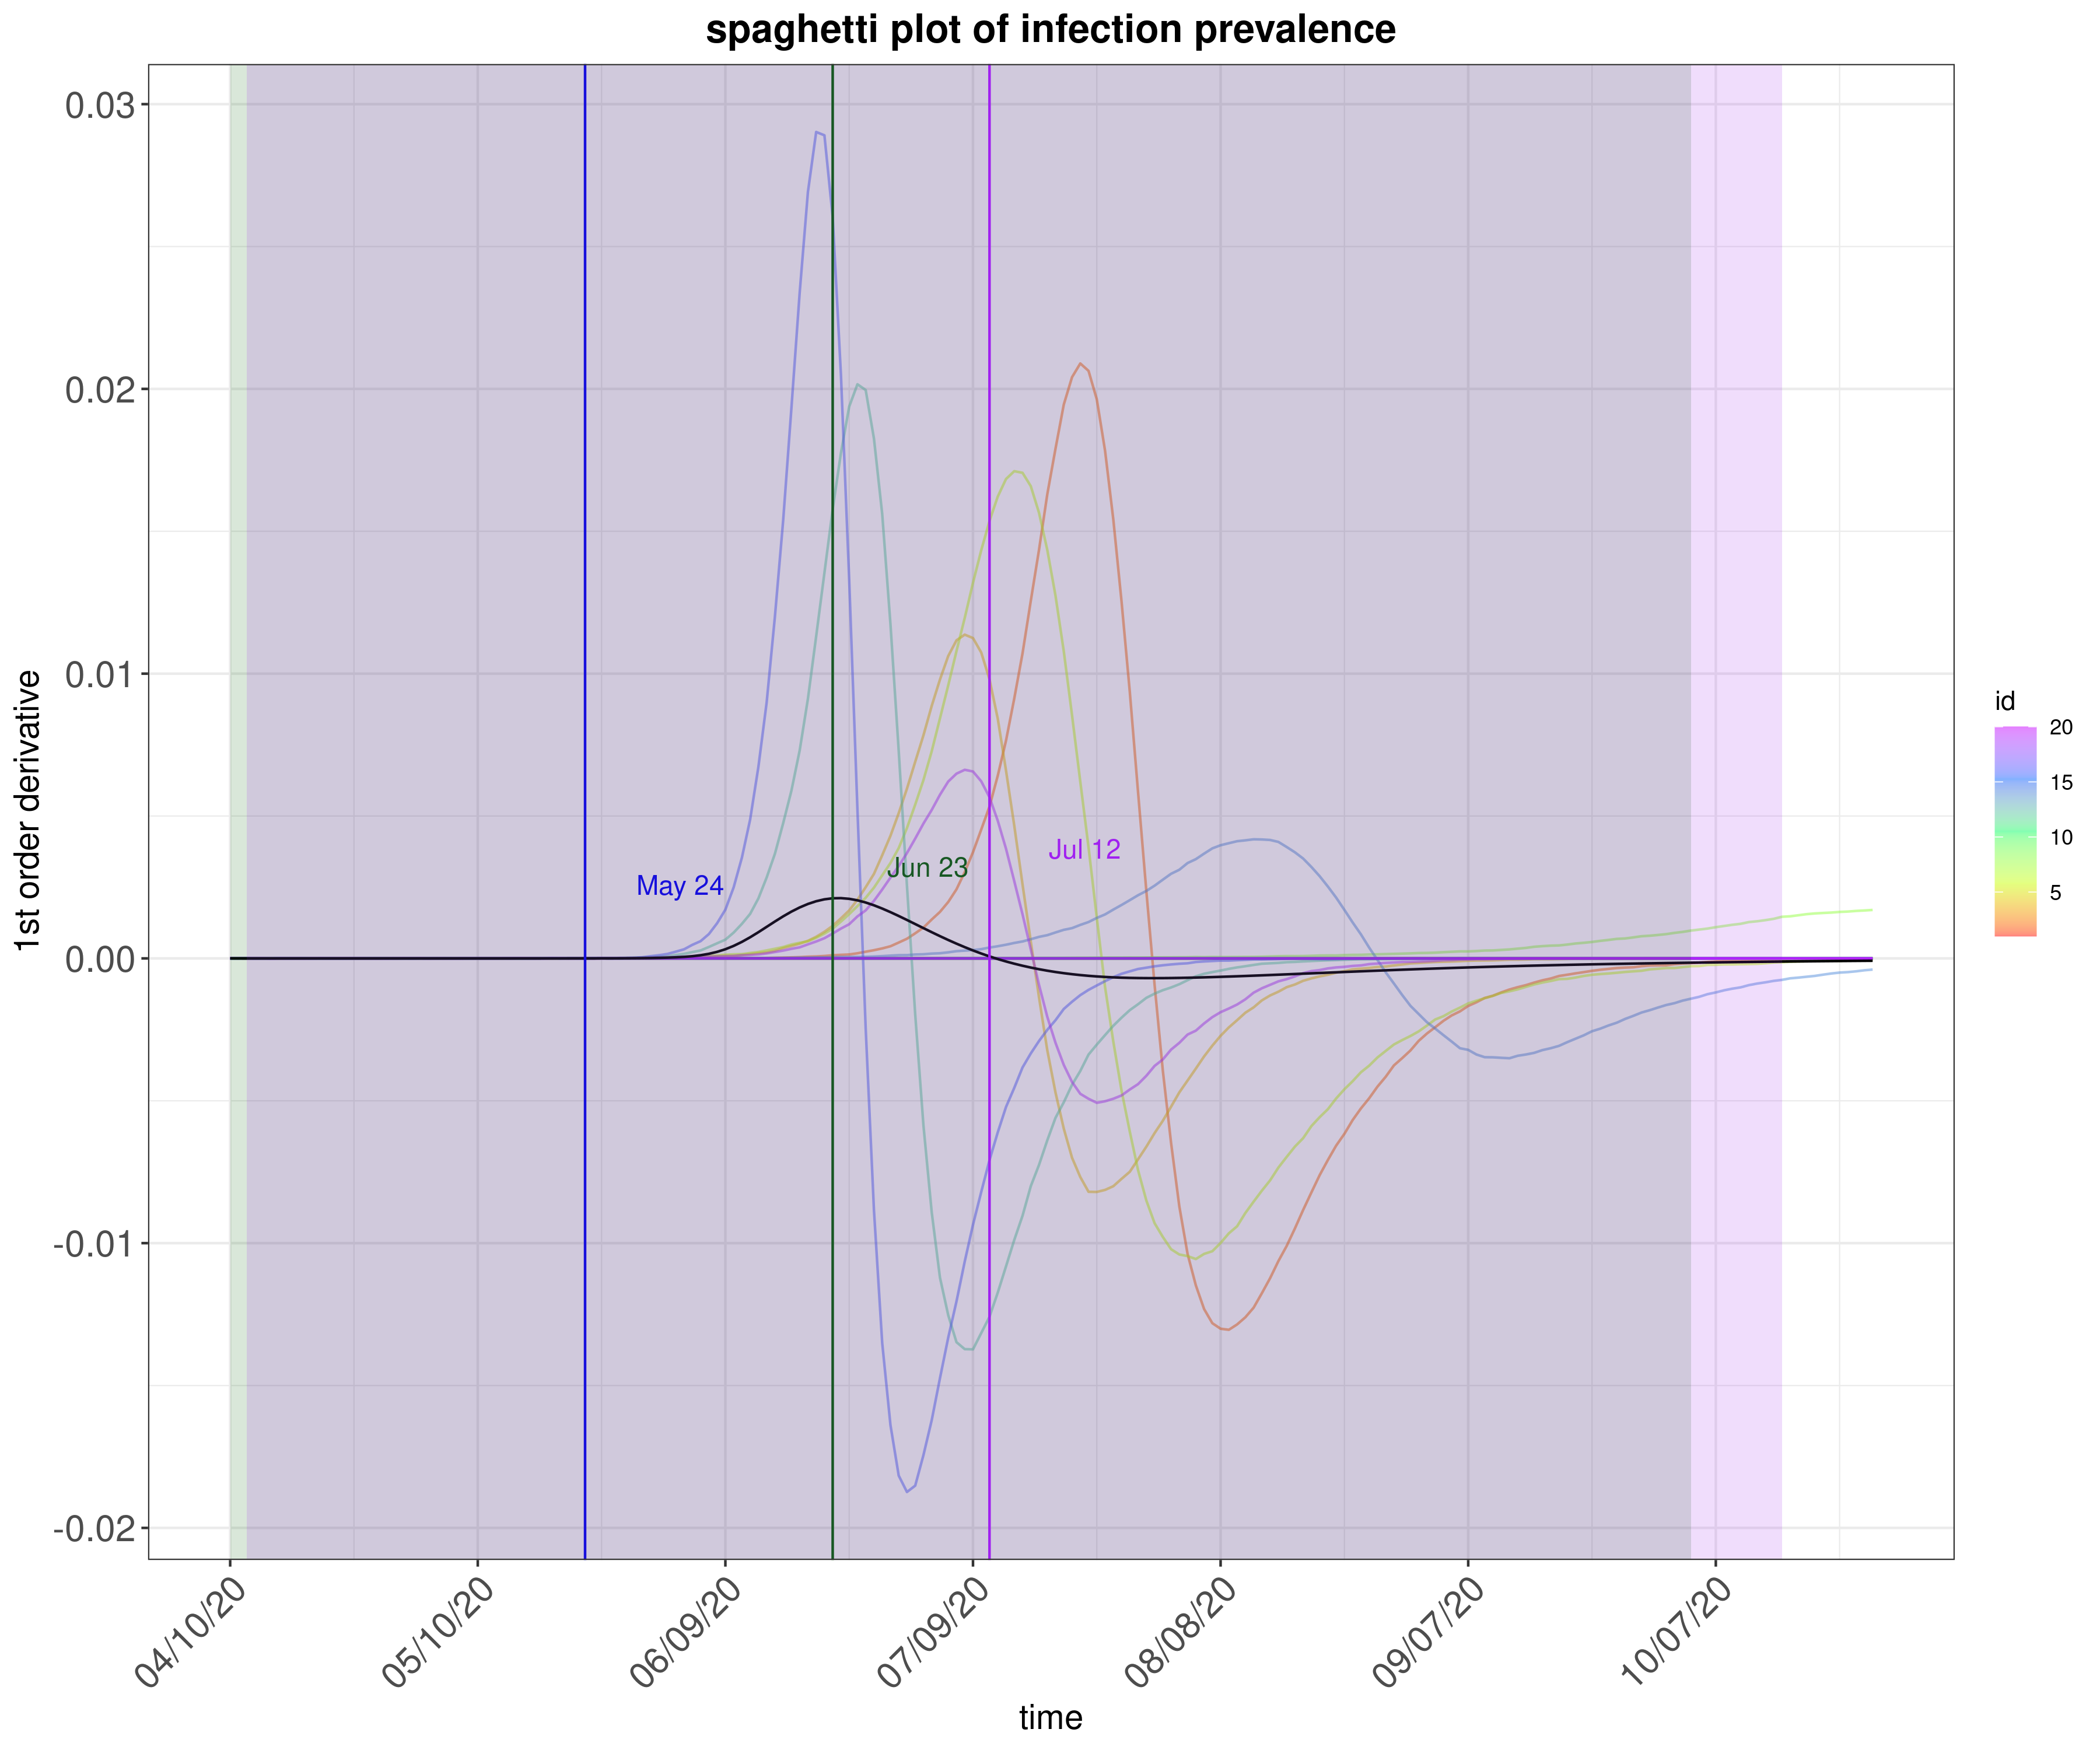 spaghetti plot of infection prevalence
1st order derivative
0.03
0.02
0.01
0.00
-0.01
-0.02
May 24
Jun 23
Jul 12
04/10/20
05/10/20
06/09/20
07/09/20
08/08/20
09/07/20
10/07/20
time
id
20
15
10
5